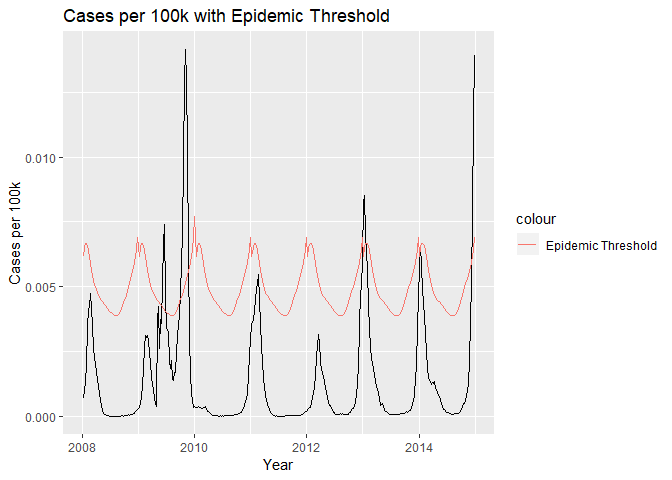 Cases per 100k with Epidemic Threshold
0.010
0.005
0.000
Cases per 100k
2008
2010
2012
2014
Year
colour
Epidemic Threshold